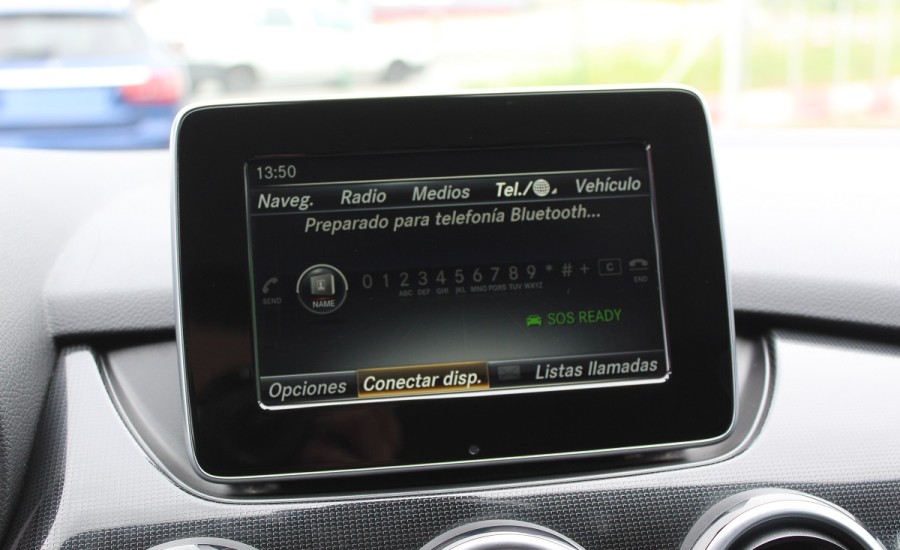 13:50
Naveg. Radio Medios Tel./ Vehículo
Preparado para telefonía Bluetooth...
SEND NAME 0 1 2 3 4 5 6 7 8 9 * # + C END
ABC DEF GHI JKL MNO PQRS TUV WXYZ
SOS READY
Opciones Conectar disp. Listas llamadas